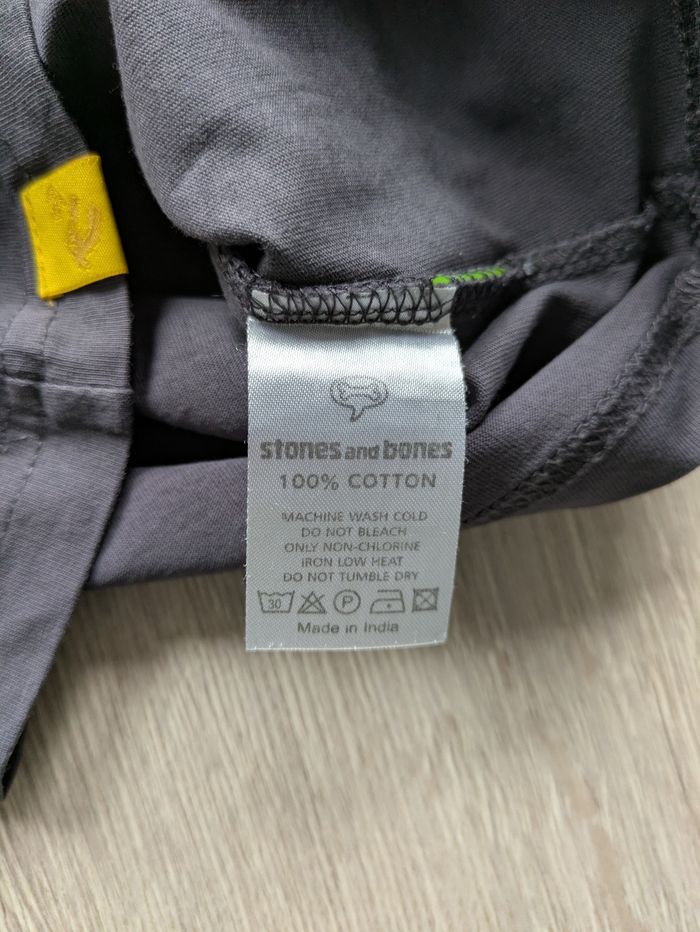 stones and bones
100% COTTON
MACHINE WASH COLD
DO NOT BLEACH
ONLY NON-CHLORINE
IRON LOW HEAT
DO NOT TUMBLE DRY
30 P
Made in India